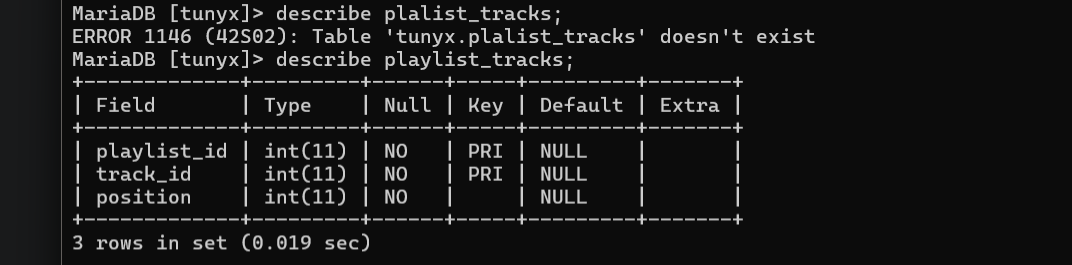 MariaDB [tunyx]> describe plalist_tracks;
ERROR 1146 (42S02): Table 'tunyx.plalist_tracks' doesn't exist
MariaDB [tunyx]> describe playlist_tracks;
+-------------+---------+------+-----+---------+-------+
| Field       | Type    | Null | Key | Default | Extra |
+-------------+---------+------+-----+---------+-------+
| playlist_id | int(11) | NO   | PRI | NULL    |       |
| track_id    | int(11) | NO   | PRI | NULL    |       |
| position    | int(11) | NO   |     | NULL    |       |
+-------------+---------+------+-----+---------+-------+
3 rows in set (0.019 sec)